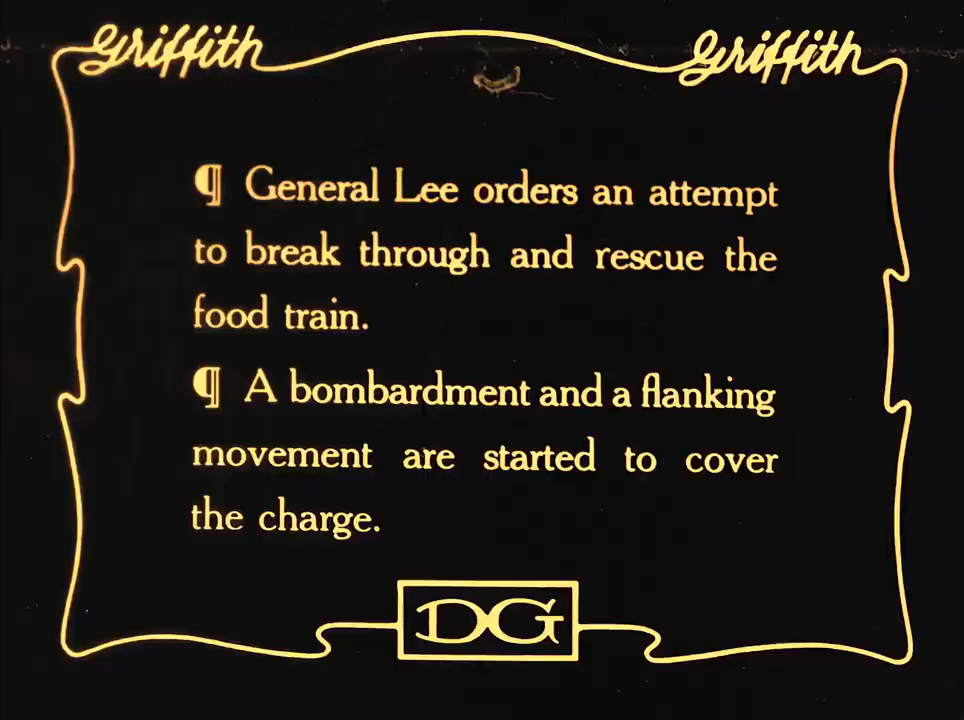 Griffith Griffith
¶ General Lee orders an attempt
to break through and rescue the
food train.
¶ A bombardment and a flanking
movement are started to cover
the charge.
DG